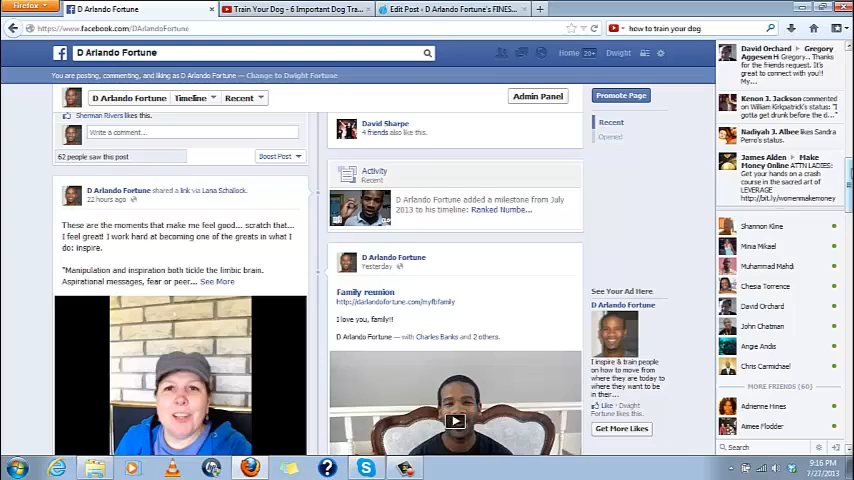 Firefox
D Arlando Fortune
Train Your Dog - 6 Important Dog Tra...
Edit Post ‹ D Arlando Fortune's FINES...
https://www.facebook.com/DArlandoFortune
how to train your dog
D Arlando Fortune
Home 20+
Dwight
You are posting, commenting, and liking as D Arlando Fortune — Change to Dwight Fortune
D Arlando Fortune
Timeline
Recent
Admin Panel
Promote Page
Recent
Opened
Sherman Rivers likes this.
Write a comment...
62 people saw this post
Boost Post
D Arlando Fortune shared a link via Lana Schalock.
22 hours ago
These are the moments that make me feel good... scratch that...
I feel great! I work hard at becoming one of the greats in what I
do: inspire.
"Manipulation and inspiration both tickle the limbic brain.
Aspirational messages, fear or peer... See More
David Sharpe
4 friends also like this.
Activity
Recent
D Arlando Fortune added a milestone from July
2013 to his timeline: Ranked Numbe...
D Arlando Fortune
Yesterday
Family reunion
http://darlandofortune.com/myfbfamily
I love you, family!!
D Arlando Fortune — with Charles Banks and 2 others.
See Your Ad Here
D Arlando Fortune
I inspire & train people
on how to move from
where they are today to
where they want to be
in their...
Like · Dwight
Fortune likes this.
Get More Likes
David Orchard ▸ Gregory
Aggesen H Gregory... Thanks
for the friends request. It's
great to connect with you!!
My...
Kenon J. Jackson commented
on William Kirkpatrick's status: "I
gotta get drunk before the d..."
Nadiyah J. Albee likes Sandra
Perro's status.
James Alden ▸ Make
Money Online ATTN LADIES:
Get your hands on a crash
course in the sacred art of
LEVERAGE
http://bit.ly/womenmakemoney
Shannon Kline
Minia Mikael
Muhammad Mahdi
Chesa Torrence
David Orchard
John Chatman
Angie Andis
Chris Carmichael
MORE FRIENDS (60)
Adrienne Hines
Aimee Flodder
Search
9:16 PM
7/27/2013